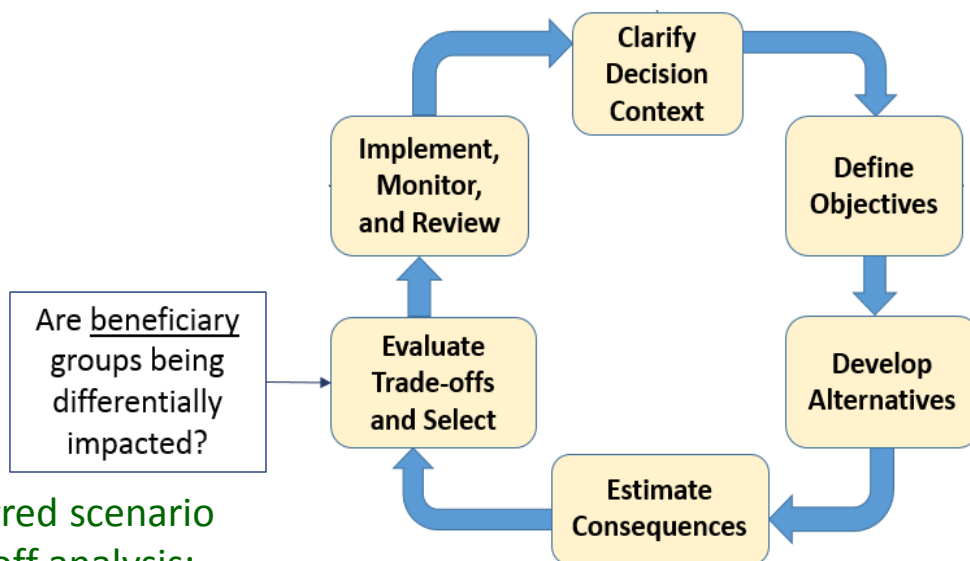 Clarify
Decision
Context
Define
Objectives
Develop
Alternatives
Estimate
Consequences
Evaluate
Trade-offs
and Select
Implement,
Monitor,
and Review
Are beneficiary
groups being
differentially
impacted?
scenario
analysis: